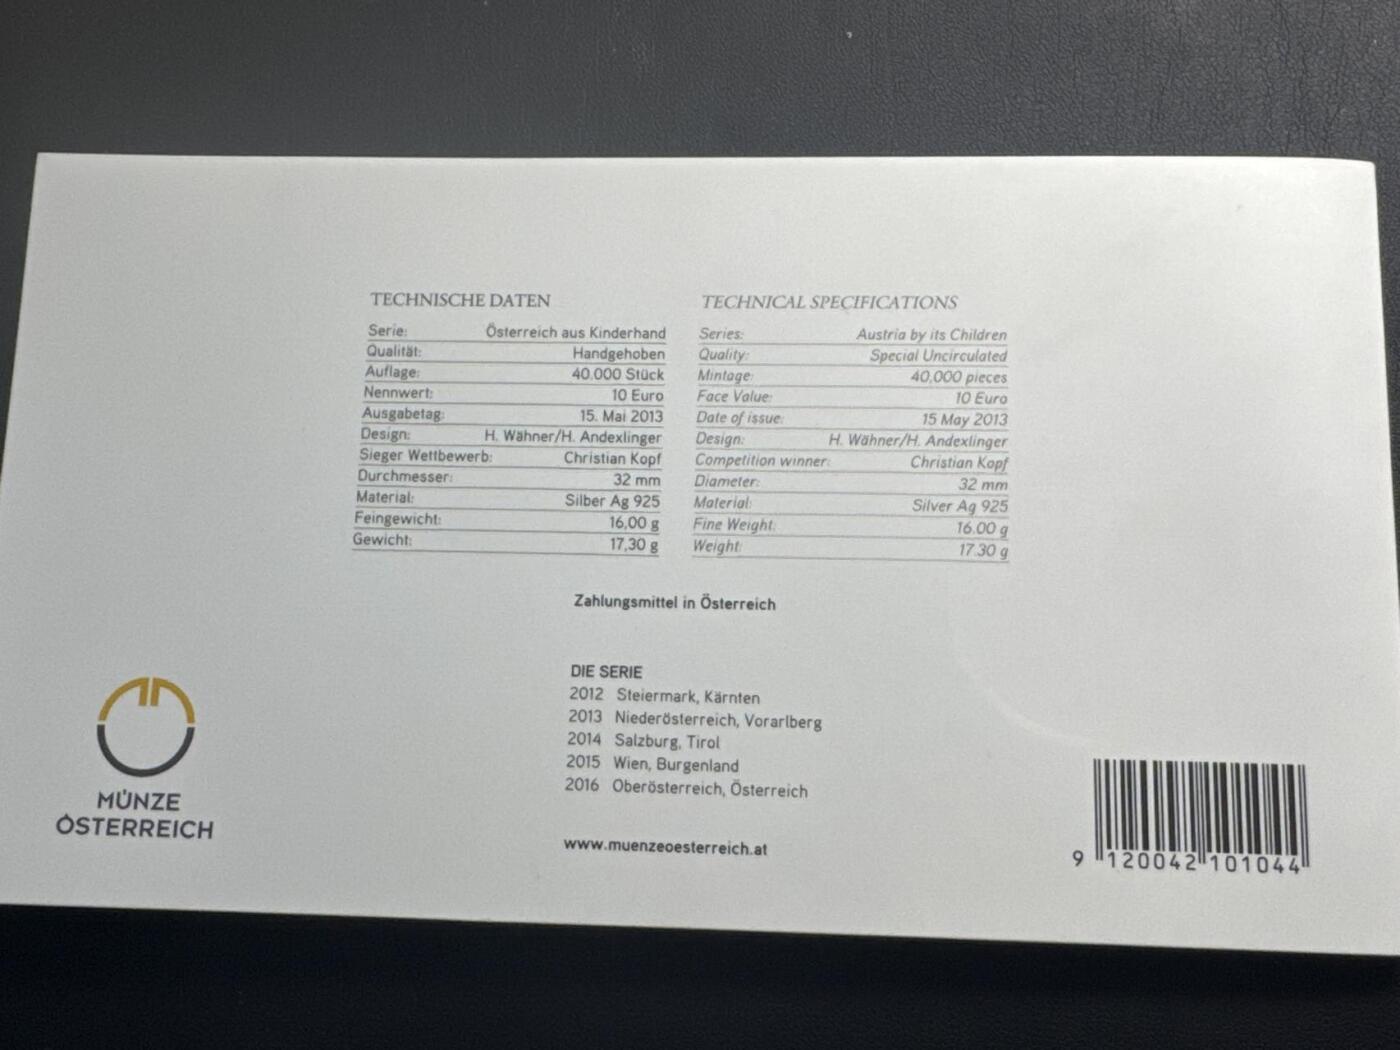 TECHNISCHE DATEN
Serie: Österreich aus Kinderhand
Qualität: Handgehoben
Auflage: 40.000 Stück
Nennwert: 10 Euro
Ausgabetag: 15. Mai 2013
Design: H. Wähner/H. Andexlinger
Sieger Wettbewerb: Christian Kopf
Durchmesser: 32 mm
Material: Silber Ag 925
Feingewicht: 16,00 g
Gewicht: 17,30 g
TECHNICAL SPECIFICATIONS
Series: Austria by its Children
Quality: Special Uncirculated
Mintage: 40,000 pieces
Face Value: 10 Euro
Date of issue: 15 May 2013
Design: H. Wähner/H. Andexlinger
Competition winner: Christian Kopf
Diameter: 32 mm
Material: Silver Ag 925
Fine Weight: 16.00 g
Weight: 17.30 g
Zahlungsmittel in Österreich
DIE SERIE
2012 Steiermark, Kärnten
2013 Niederösterreich, Vorarlberg
2014 Salzburg, Tirol
2015 Wien, Burgenland
2016 Oberösterreich, Österreich
www.muenzeoesterreich.at
MÜNZE
ÖSTERREICH
9 120042 101044